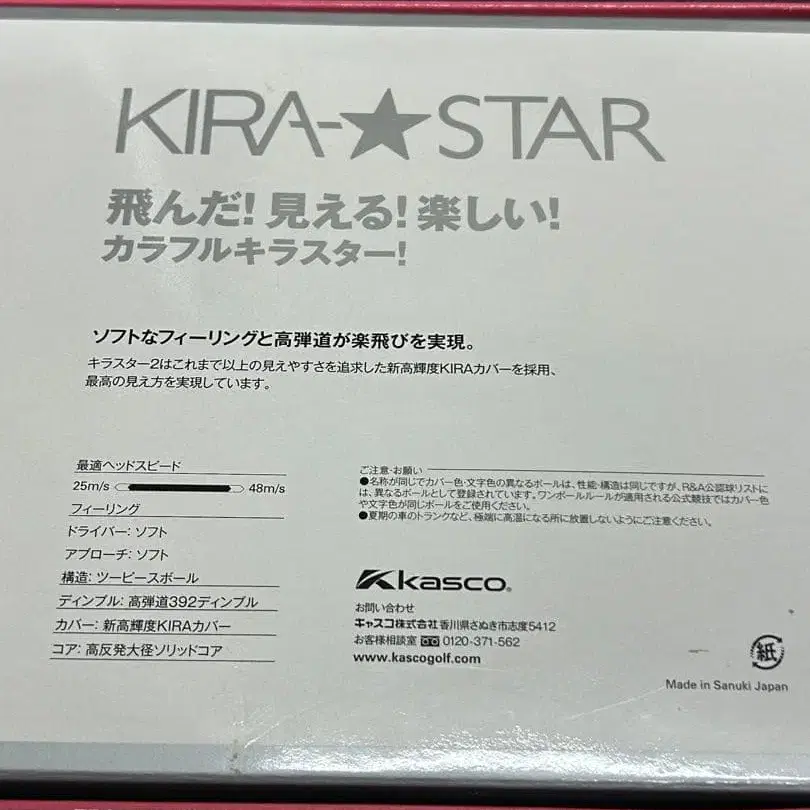 KIRA-★STAR
飛んだ! 見える! 楽しい!
カラフルキラスター!
ソフトなフィーリングと高弾道が楽飛びを実現。
キラスター2はこれまで以上の見えやすさを追求した新高輝度KIRAカバーを採用、
最高の見え方を実現しています。
最適ヘッドスピード
25m/s 48m/s
フィーリング
ドライバー: ソフト
アプローチ: ソフト
構造: ツーピースボール
ディンプル: 高弾道392ディンプル
カバー: 新高輝度KIRAカバー
コア: 高反発大径ソリッドコア
ご注意・お願い
●名称が同じでカバー色・文字色の異なるボールは、性能・構造は同じですが、R&A公認球リストに
は、異なるボールとして登録されています。ワンボールルールが適用される公式競技ではカバー色
や文字色が同じボールをご使用ください。
●夏期の車のトランクなど、極端に高温になる所に放置しないようにご注意ください。
kasco.
お問い合わせ
キャスコ株式会社 香川県さぬき市志度5412
お客様相談室 0120-371-562
www.kascogolf.com
紙
Made in Sanuki Japan